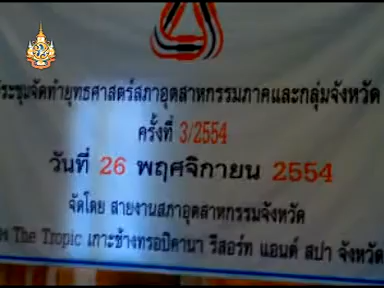 ระชุมจัดทำยุทธศาสตร์สภาอุตสาหกรรมภาคและกลุ่มจังหวัด
ครั้งที่ 3/2554
วันที่ 26 พฤศจิกายน 2554
จัดโดย สายงานสภาอุตสาหกรรมจังหวัด
The Tropic เกาะช้างทรอปิคานา รีสอร์ท แอนด์ สปา จังหวัด